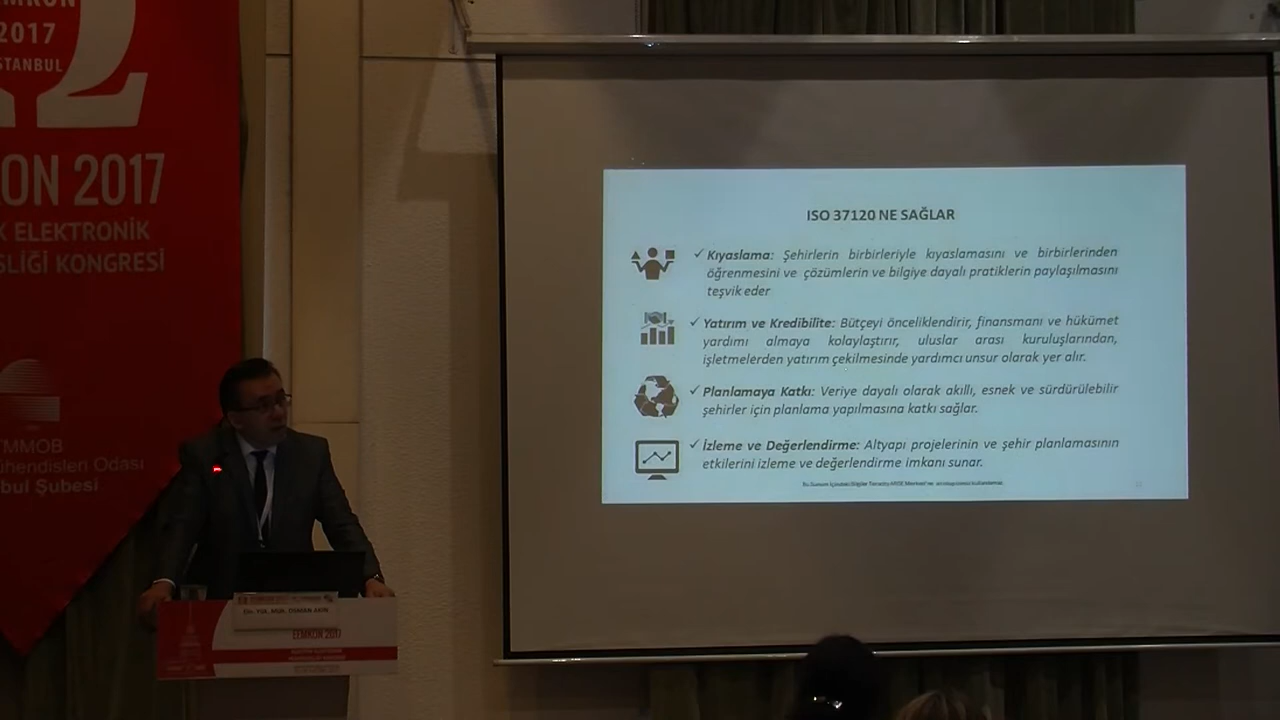 2017
STANBUL
ON 2017
K ELEKTRONİK
SLİĞİ KONGRESİ
TMMOB
ühendisleri Odası
bul Şubesi
OSMAN AKIN
EEMKON 2017
ISO 37120 NE SAĞLAR
✓ Kıyaslama: Şehirlerin birbirleriyle kıyaslamasını ve birbirlerinden
öğrenmesini ve çözümlerin ve bilgiye dayalı pratiklerin paylaşılmasını
teşvik eder
✓ Yatırım ve Kredibilite: Bütçeyi önceliklendirir, finansmanı ve hükümet
yardımı almaya kolaylaştırır, uluslar arası kuruluşlarından,
işletmelerden yatırım çekilmesinde yardımcı unsur olarak yer alır.
✓ Planlamaya Katkı: Veriye dayalı olarak akıllı, esnek ve sürdürülebilir
şehirler için planlama yapılmasına katkı sağlar.
✓ İzleme ve Değerlendirme: Altyapı projelerinin ve şehir planlamasının
etkilerini izleme ve değerlendirme imkanı sunar.